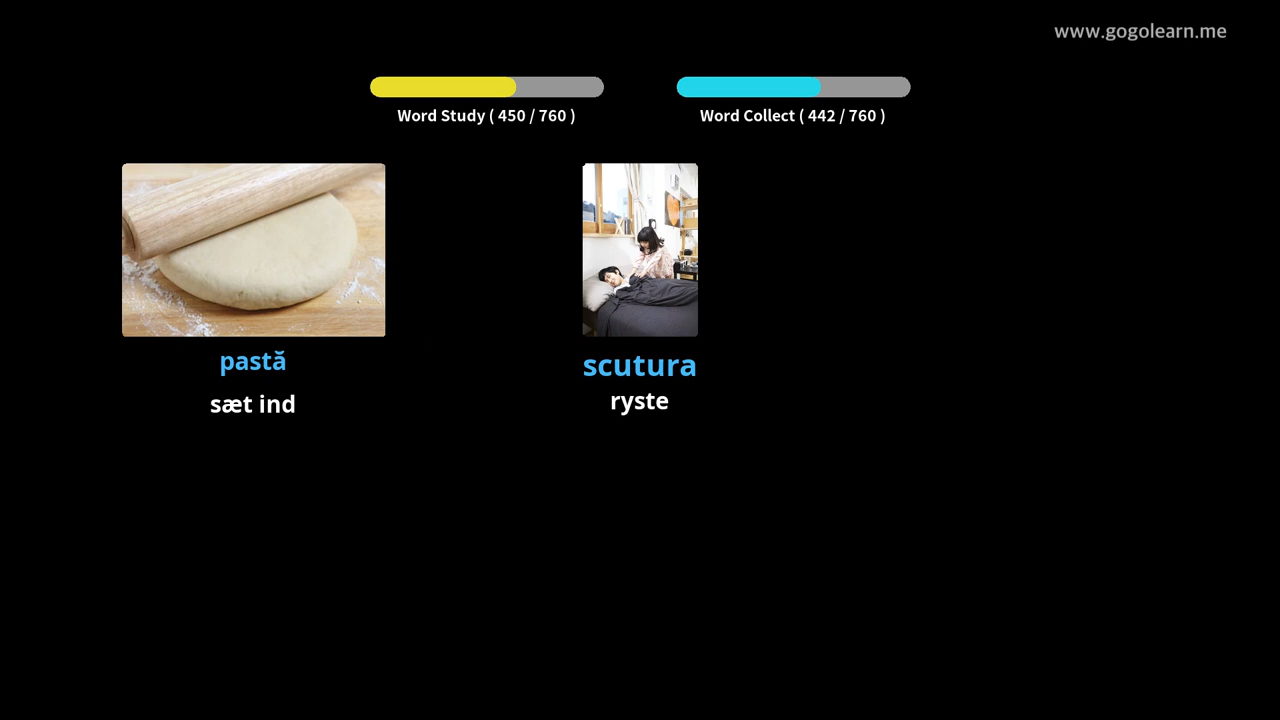 www.gogolearn.me
Word Study ( 450 / 760 )
Word Collect ( 442 / 760 )
pastă
sæt ind
scutura
ryste